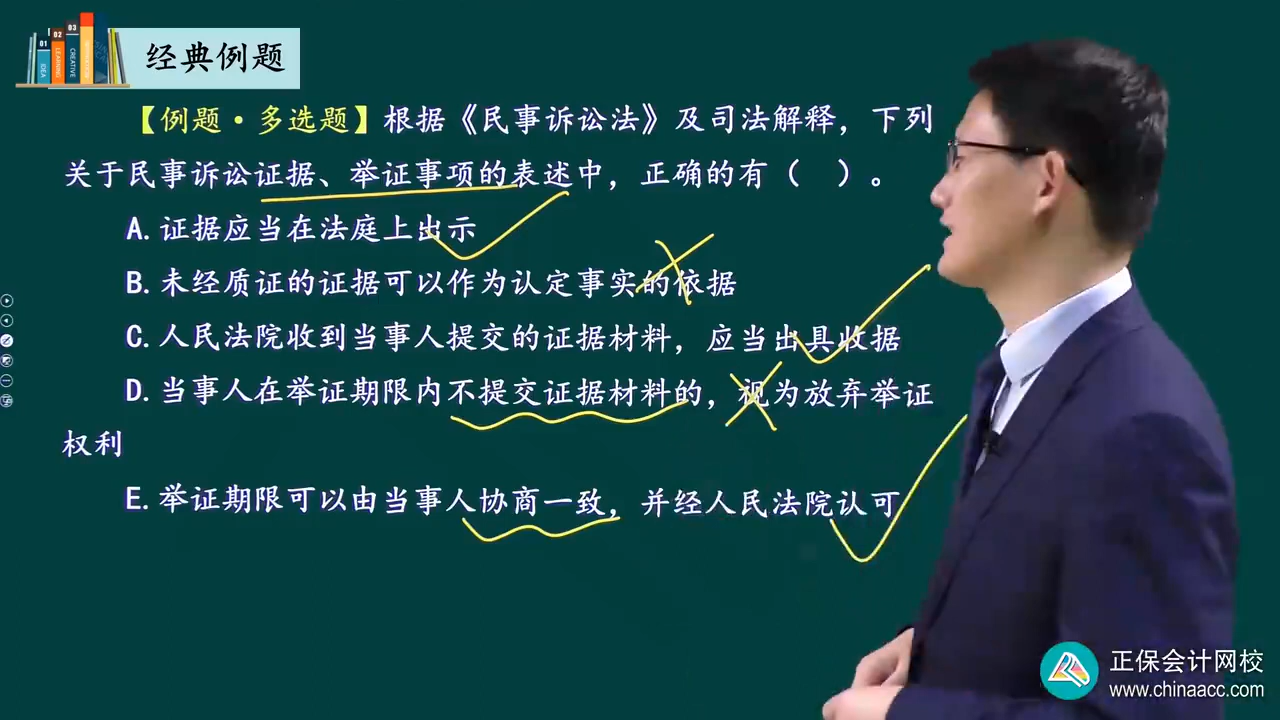 01
02
03
IDEA
LEARNING
CREATIVE
经典例题
【例题·多选题】根据《民事诉讼法》及司法解释，下列
关于民事诉讼证据、举证事项的表述中，正确的有（ ）。
A. 证据应当在法庭上出示
B. 未经质证的证据可以作为认定事实的依据
C. 人民法院收到当事人提交的证据材料，应当出具收据
D. 当事人在举证期限内不提交证据材料的，视为放弃举证
权利
E. 举证期限可以由当事人协商一致，并经人民法院认可
正保会计网校
www.chinaacc.com